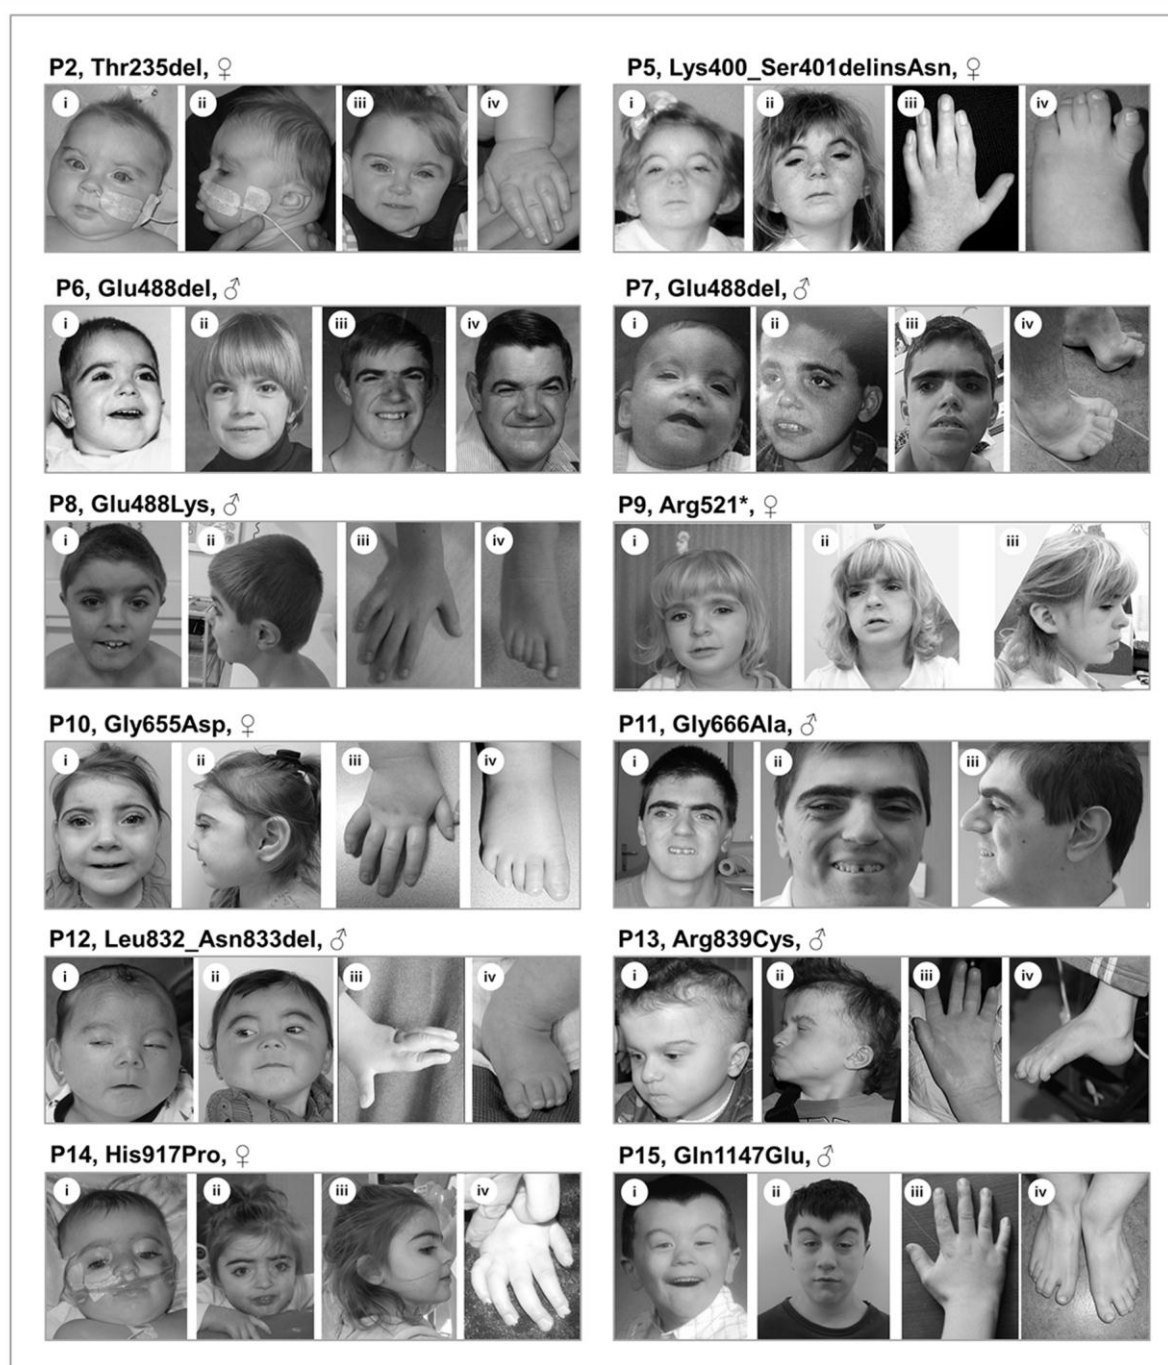 P2, Thr235del, ♀
i ii iii iv
P5, Lys400_Ser401delinsAsn, ♀
i ii iii iv
P6, Glu488del, ♂
i ii iii iv
P7, Glu488del, ♂
i ii iii iv
P8, Glu488Lys, ♂
i ii iii iv
P9, Arg521*, ♀
i ii iii
P10, Gly655Asp, ♀
i ii iii iv
P11, Gly666Ala, ♂
i ii iii
P12, Leu832_Asn833del, ♂
i ii iii iv
P13, Arg839Cys, ♂
i ii iii iv
P14, His917Pro, ♀
i ii iii iv
P15, Gln1147Glu, ♂
i ii iii iv